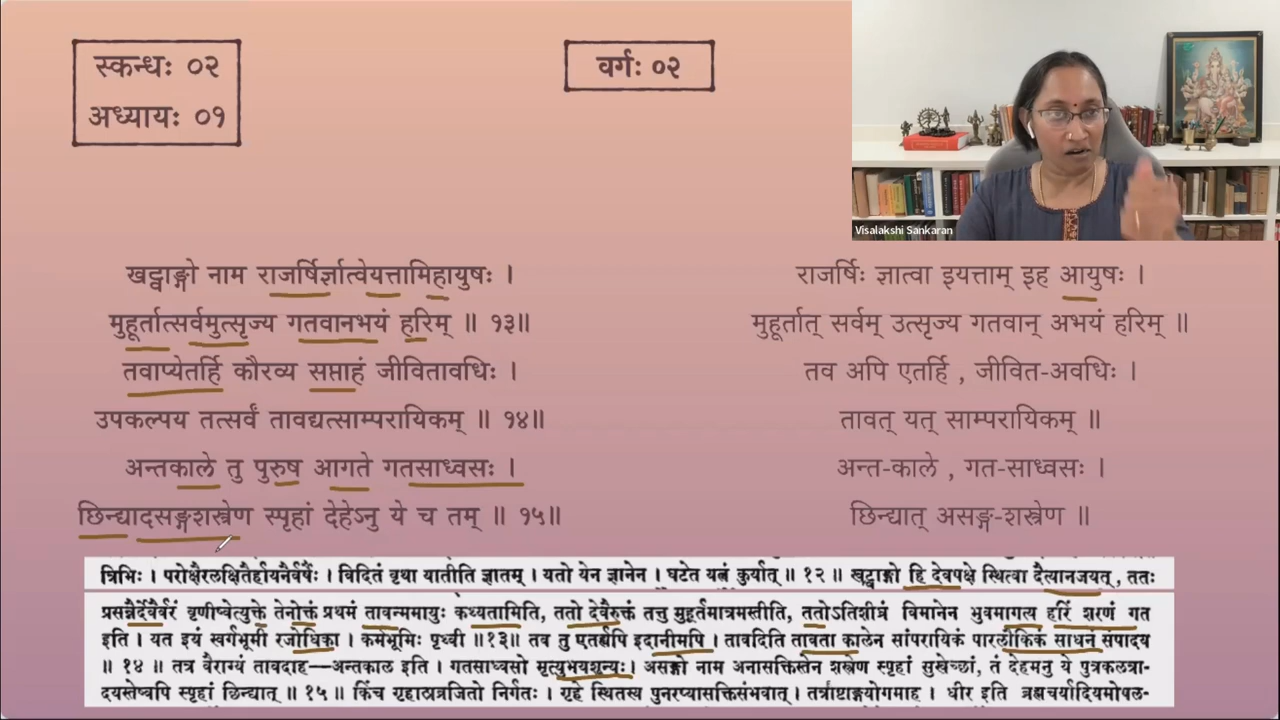 स्कन्धः ०२
अध्यायः ०१
वर्गः ०२
Visalakshi Sankaran
खट्वाङ्गो नाम राजर्षिर्ज्ञात्वेयत्तामिहायुषः ।
मुहूर्तात्सर्वमुत्सृज्य गतवानभयं हरिम् ॥ १३॥
तवाप्येतर्हि कौरव्य सप्ताहं जीवितावधिः ।
उपकल्पय तत्सर्वं तावद्यत्साम्परायिकम् ॥ १४॥
अन्तकाले तु पुरुष आगते गतसाध्वसः ।
छिन्द्यादसङ्गशस्त्रेण स्पृहां देहेऽनु ये च तम् ॥ १५॥
राजर्षिः ज्ञात्वा इयत्ताम् इह आयुषः ।
मुहूर्तात् सर्वम् उत्सृज्य गतवान् अभयं हरिम् ॥
तव अपि एतर्हि , जीवित-अवधिः ।
तावत् यत् साम्परायिकम् ॥
अन्त-काले , गत-साध्वसः ।
छिन्द्यात् असङ्ग-शस्त्रेण ॥
त्रिभिः । परोक्षैरलक्षितैर्हायनैर्वर्षैः । विदितं वृथा यातीति ज्ञातम् । यतो येन ज्ञानेन । घटेत यत्नं कुर्यात् ॥ १२ ॥ खट्वाङ्गो हि देवपक्षे स्थित्वा दैत्यानजयत्, ततः
प्रसन्नैर्देवैर्वरं वृणीष्वेत्युक्ते तेनोक्तं प्रथमं तावन्ममायुः कथ्यतामिति, ततो देवैरुक्तं तत्तु मुहूर्तमात्रमस्तीति, ततोऽतिशीघ्रं विमानेन भुवमागत्य हरिं शरणं गत
इति । यत इयं स्वर्गभूमी रजोधिका । कर्मभूमिः पृथ्वी ॥१३॥ तव तु एतर्ह्यपि इदानीमपि । तावदिति तावता कालेन सांपरायिकं पारलौकिकं साधनं संपादय
॥ १४ ॥ तत्र वैराग्यं तावदाह—अन्तकाल इति । गतसाध्वसो मृत्युभयशून्यः । असङ्गो नाम अनासक्तिस्तेन शस्त्रेण स्पृहां सुखेच्छां, तं देहमनु ये पुत्रकलत्रा-
दयस्तेष्वपि स्पृहां छिन्द्यात् ॥ १५ ॥ किंच गृहात्प्रव्रजितो निर्गतः । गृहे स्थितस्य पुनरप्यासक्तिसंभवात् । तत्राष्टाङ्गयोगमाह । धीर इति ब्रह्मचर्यादियमोपल-